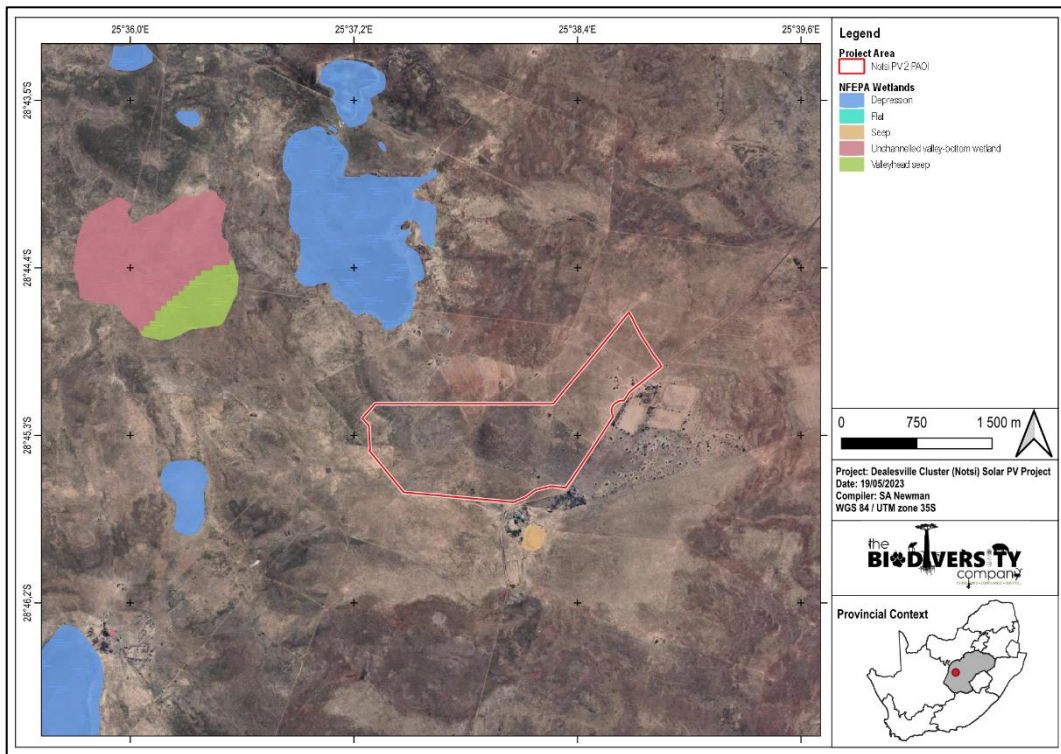 25°36,0'E 25°37,2'E 25°38,4'E 25°39,6'E
28°43,5'S
28°44,4'S
28°45,3'S
28°46,2'S
Legend
Project Area
Notsi PV2 PAOI
NFEPA Wetlands
Depression
Flat
Seep
Unchannelled valley-bottom wetland
Valleyhead seep
0 750 1 500 m
Project: Dealesville Cluster (Notsi) Solar PV Project
Date: 19/05/2023
Compiler: SA Newman
WGS 84 / UTM zone 35S
the
BIODIVERSITY
company
Provincial Context